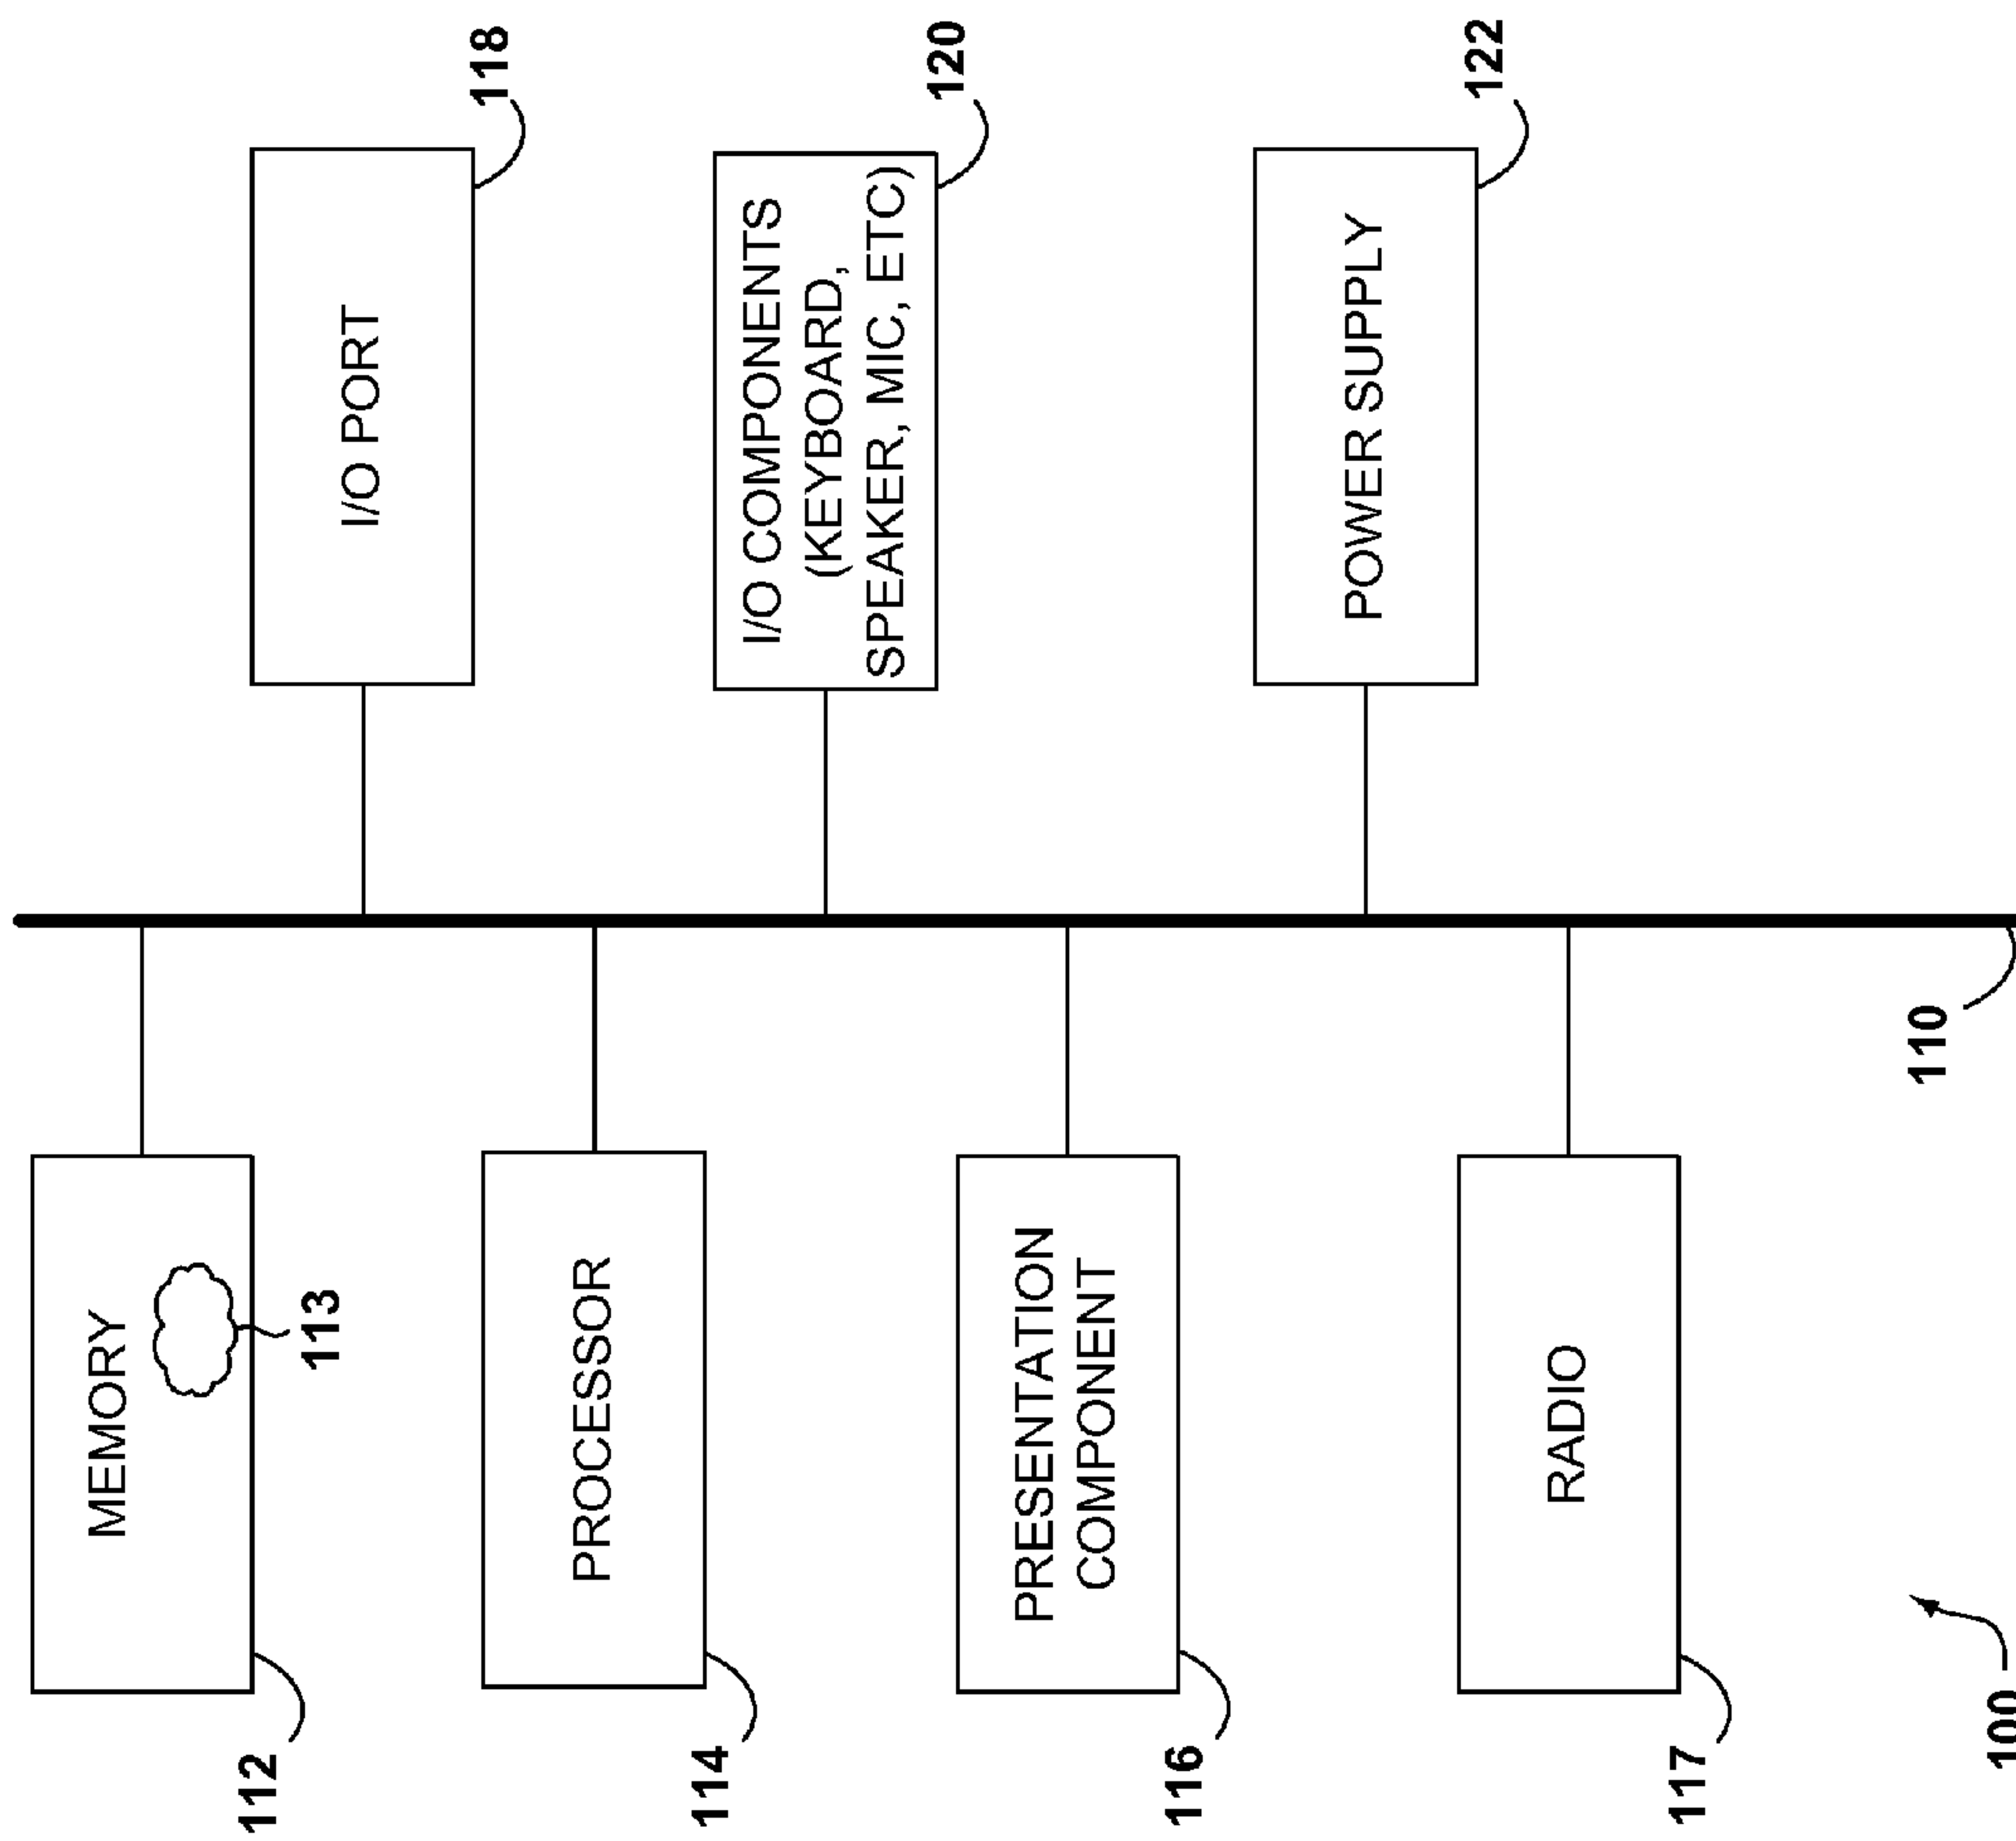 112
MEMORY
113
114
PROCESSOR
116
PRESENTATION
COMPONENT
117
RADIO
100
110
118
I/O PORT
120
I/O COMPONENTS
(KEYBOARD,
SPEAKER, MIC, ETC)
122
POWER SUPPLY